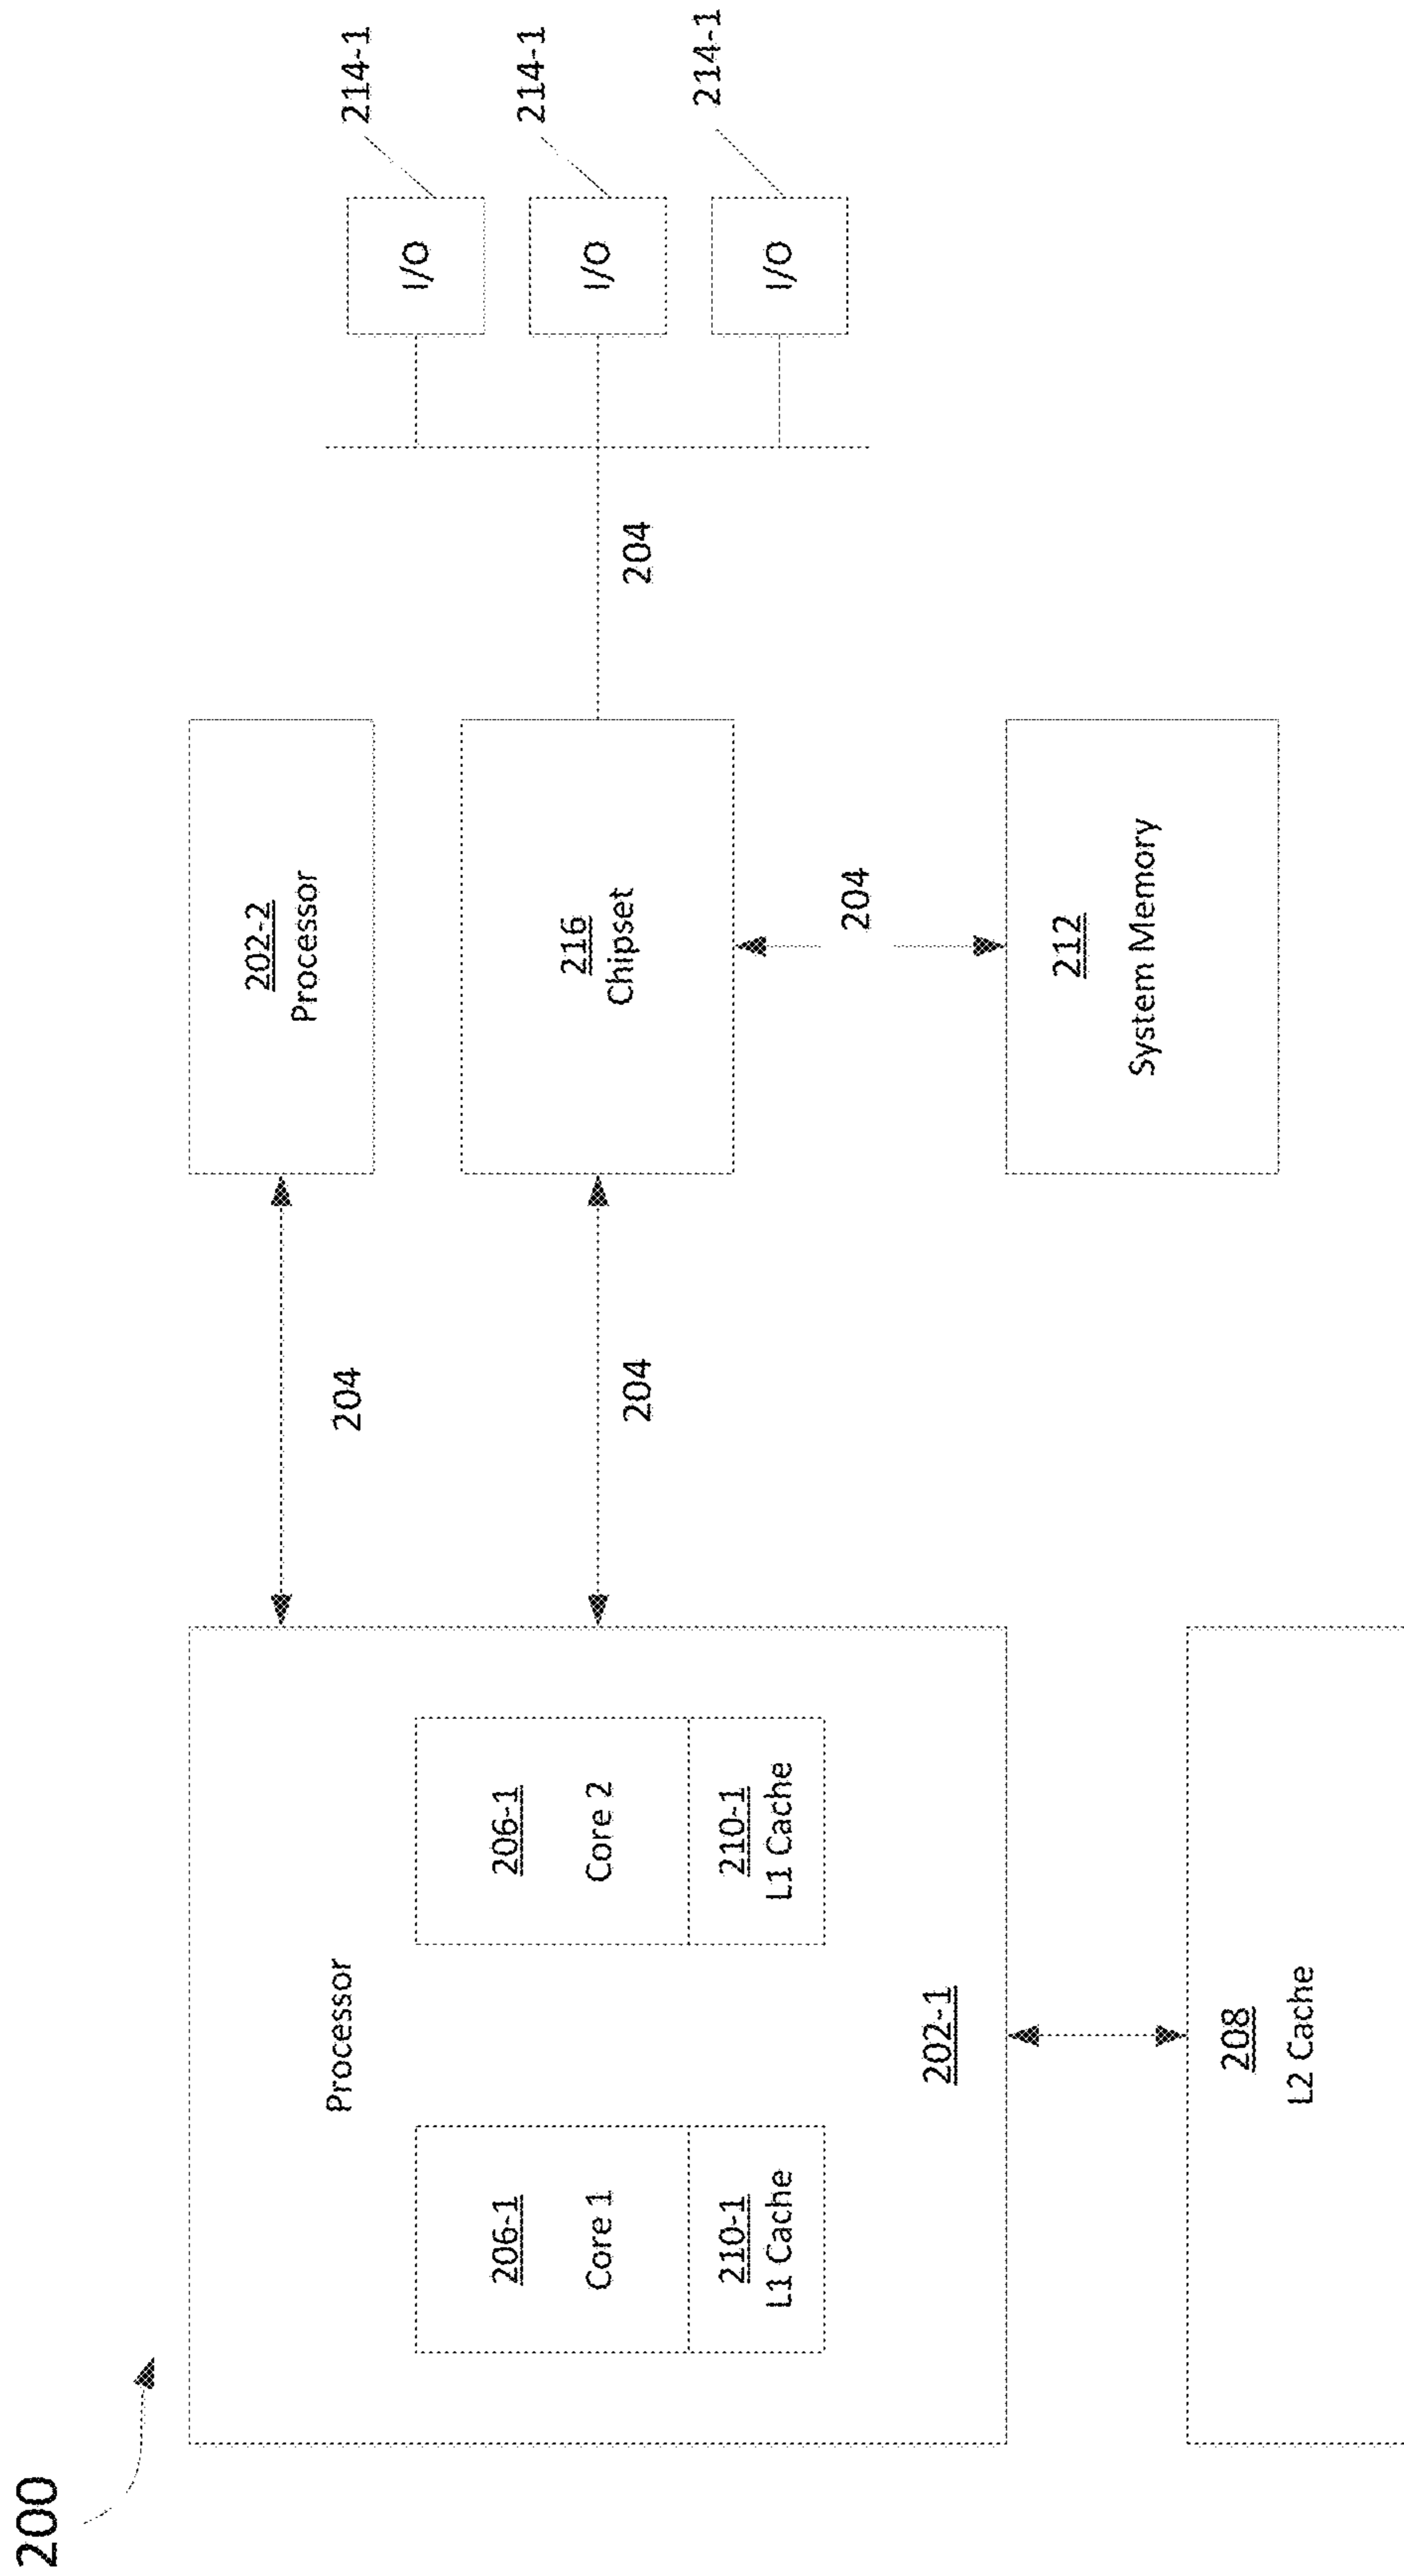 200
Processor
206-1
Core 1
210-1
L1 Cache
206-1
Core 2
210-1
L1 Cache
202-1
208
L2 Cache
204
204
202-2
Processor
216
Chipset
204
212
System Memory
204
I/O
I/O
I/O
214-1
214-1
214-1